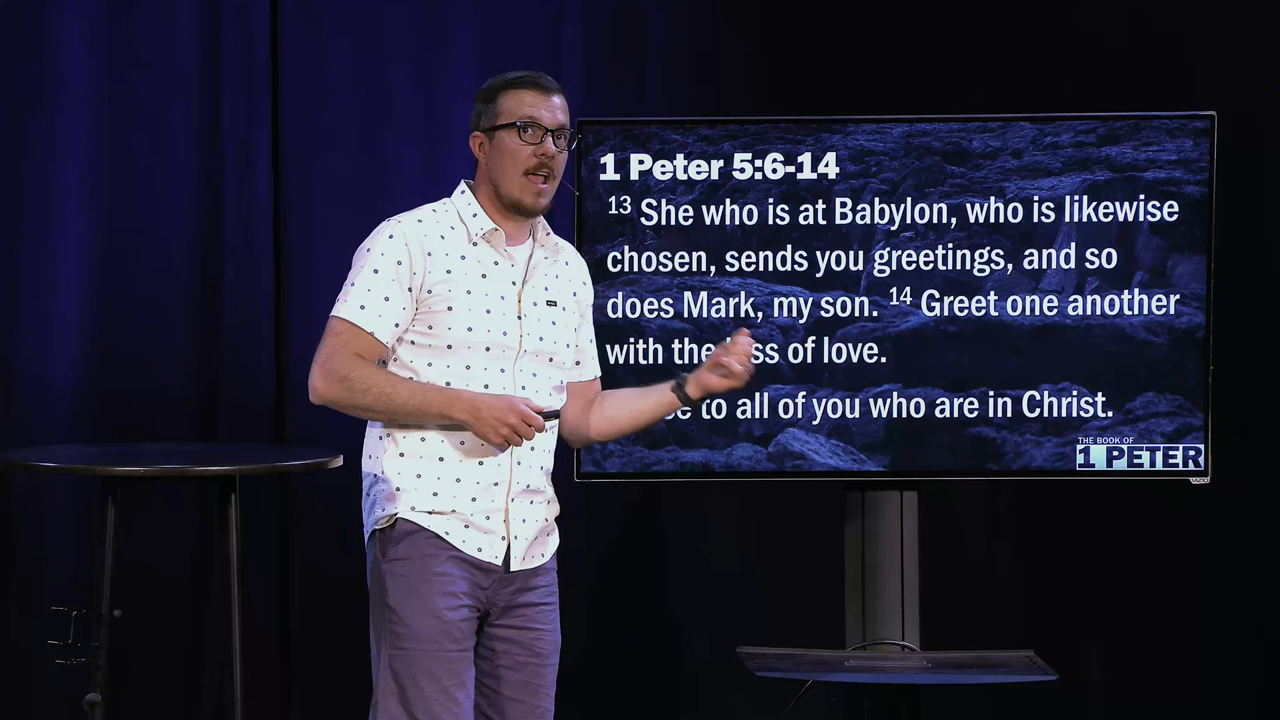 1 Peter 5:6-14
13 She who is at Babylon, who is likewise
chosen, sends you greetings, and so
does Mark, my son. 14 Greet one another
with the of love.
to all of you who are in Christ.
THE BOOK OF
1 PETER
VIZIO